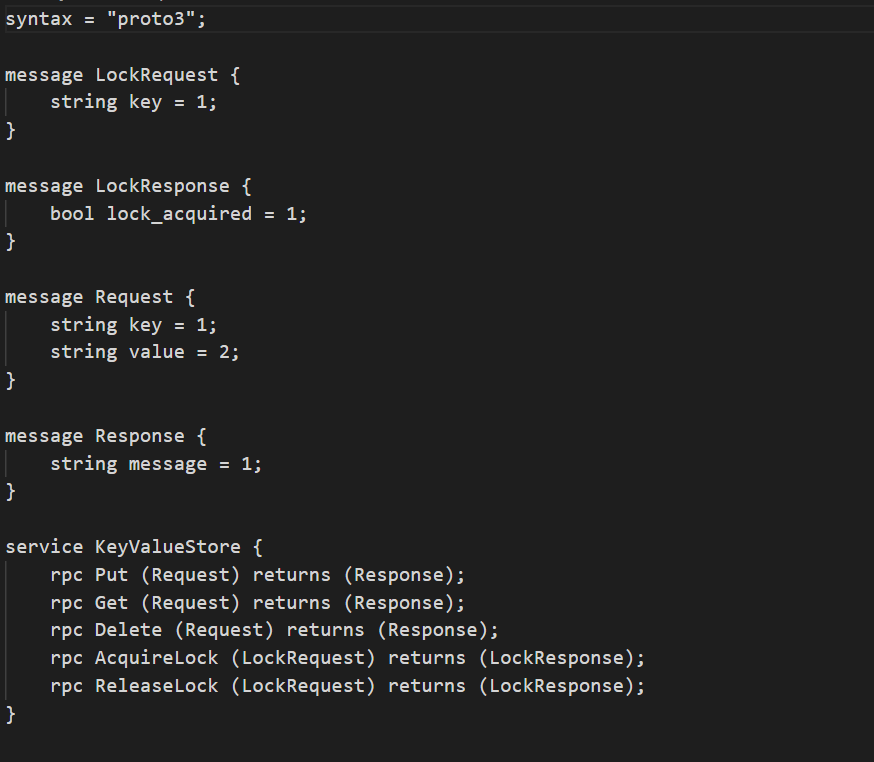 syntax = "proto3";
message LockRequest {
string key = 1;
}
message LockResponse {
bool lock_acquired = 1;
}
message Request {
string key = 1;
string value = 2;
}
message Response {
string message = 1;
}
service KeyValueStore {
rpc Put (Request) returns (Response);
rpc Get (Request) returns (Response);
rpc Delete (Request) returns (Response);
rpc AcquireLock (LockRequest) returns (LockResponse);
rpc ReleaseLock (LockRequest) returns (LockResponse);
}